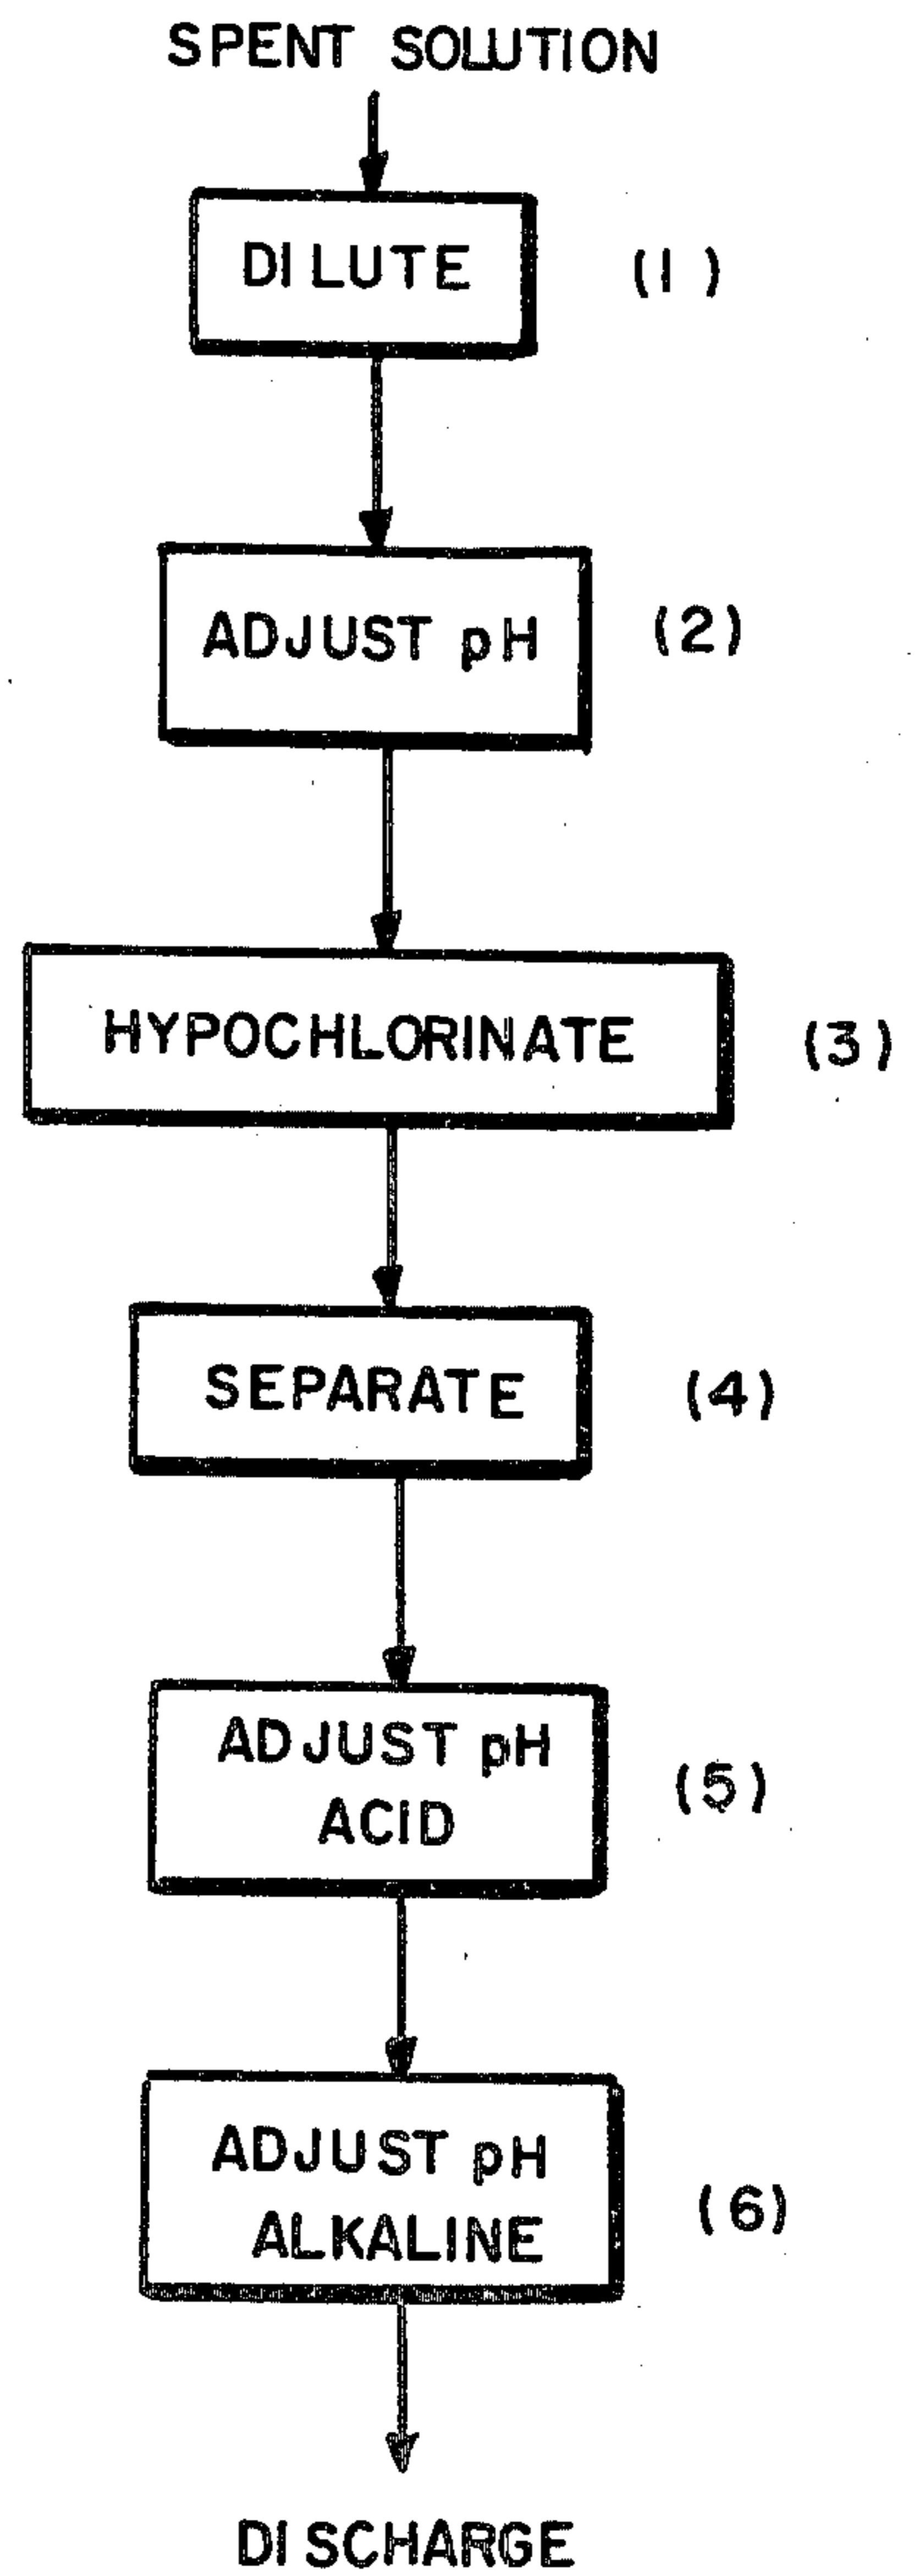 SPENT SOLUTION
DILUTE (1)
ADJUST pH (2)
HYPOCHLORINATE (3)
SEPARATE (4)
ADJUST pH
ACID
(5)
ADJUST pH
ALKALINE
(6)
DISCHARGE